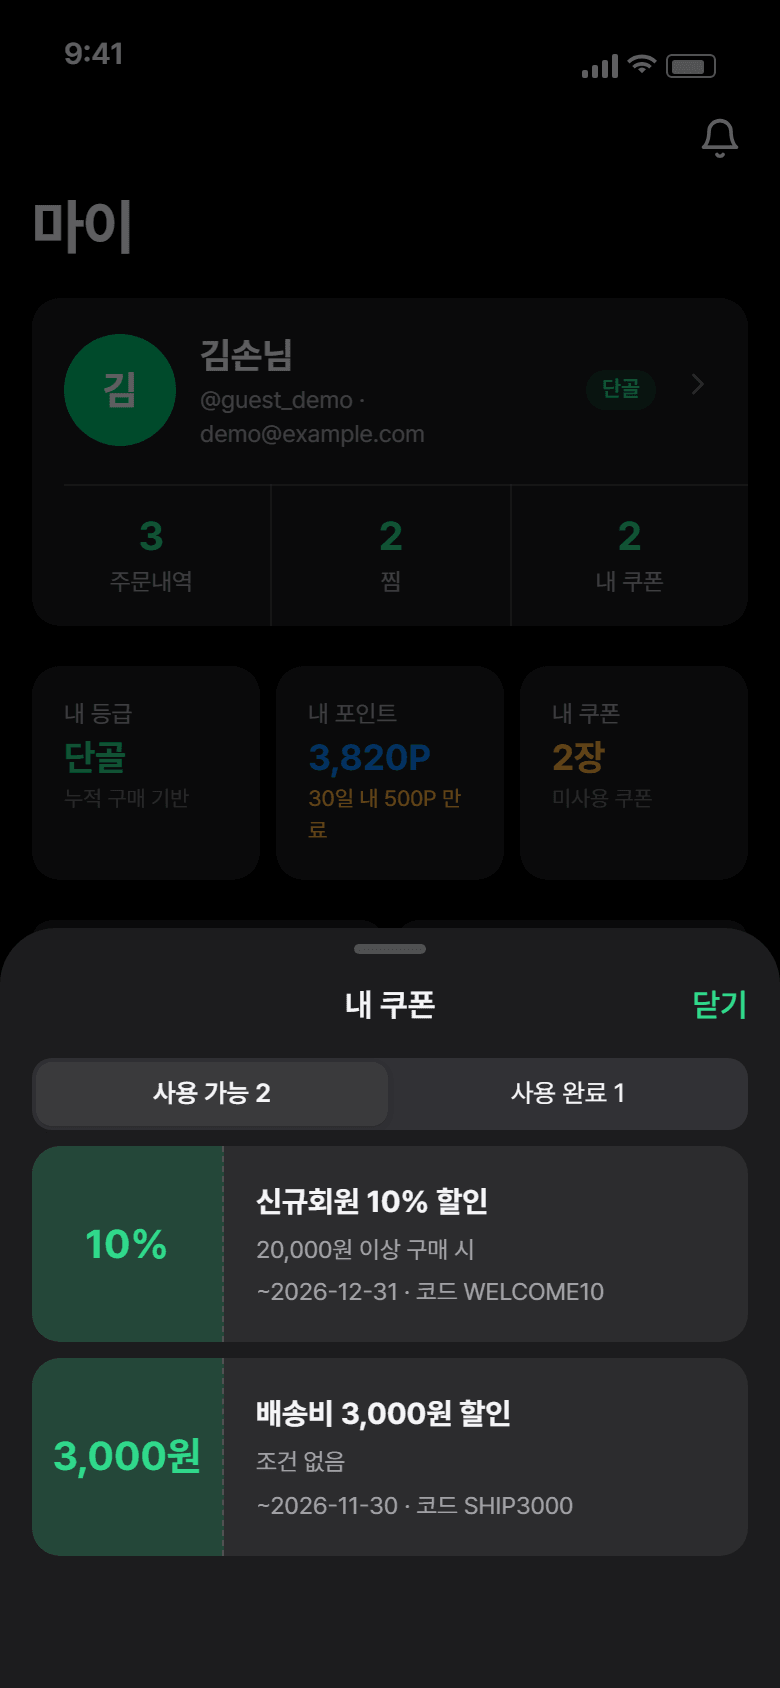 9:41
마이
김
김손님
@guest_demo ·
demo@example.com
단골
3
주문내역
2
찜
2
내 쿠폰
내 등급
단골
누적 구매 기반
내 포인트
3,820P
30일 내 500P 만
료
내 쿠폰
2장
미사용 쿠폰
내 쿠폰
닫기
사용 가능 2
사용 완료 1
10%
신규회원 10% 할인
20,000원 이상 구매 시
~2026-12-31 · 코드 WELCOME10
3,000원
배송비 3,000원 할인
조건 없음
~2026-11-30 · 코드 SHIP3000